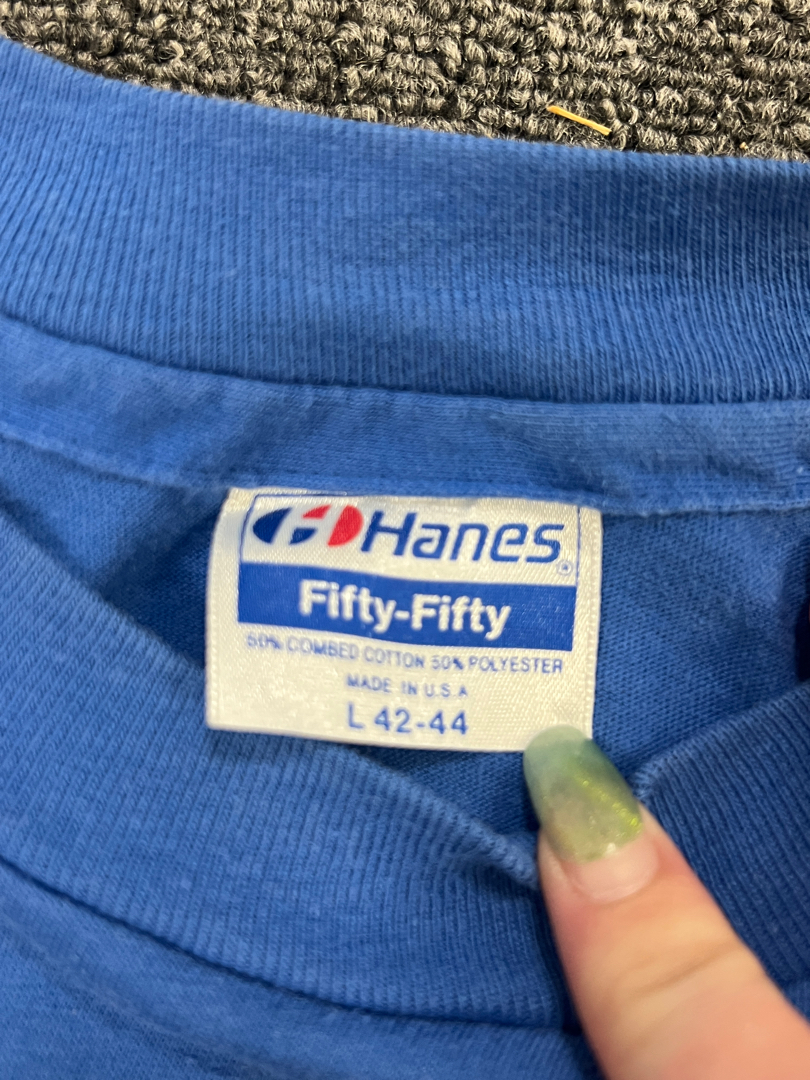 Hanes®
Fifty-Fifty
50% COMBED COTTON 50% POLYESTER
MADE IN U.S.A
L 42-44